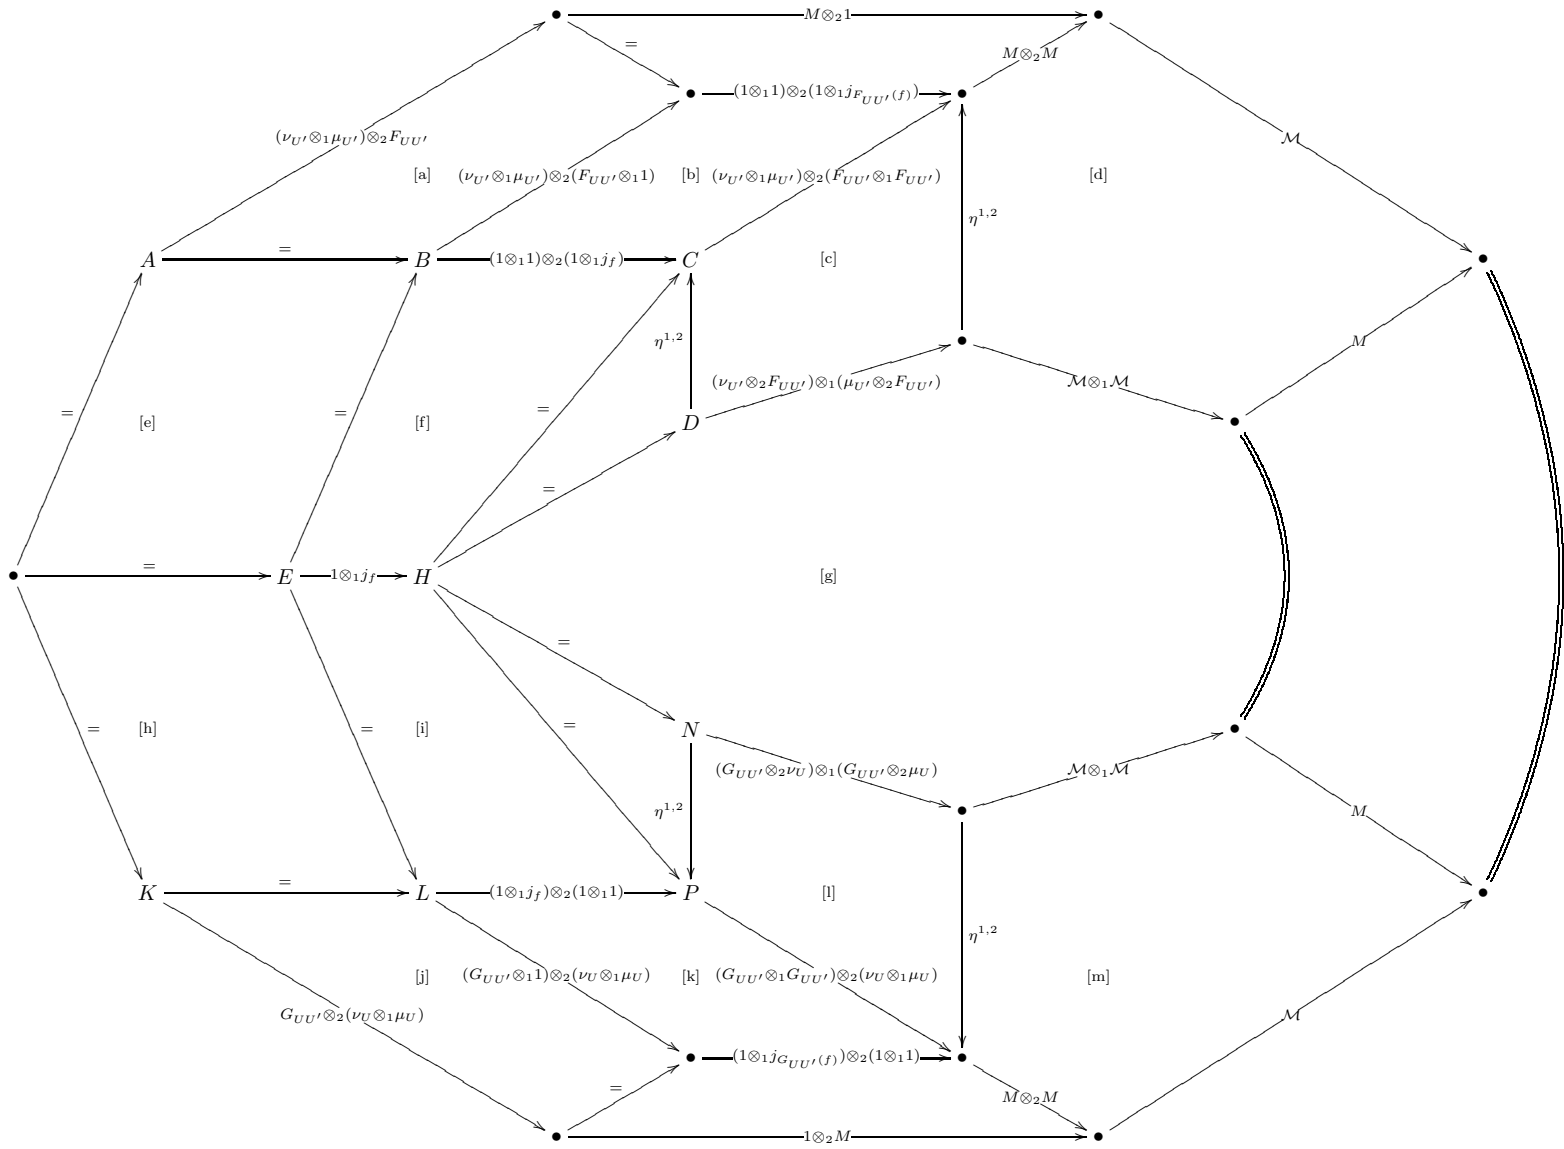 M⊗₂1
=
M⊗₂M
(1⊗₁1)⊗₂(1⊗₁j_{F_{UU′}(f)})
(ν_{U′}⊗₁μ_{U′})⊗₂F_{UU′}
ℳ
[a]
(ν_{U′}⊗₁μ_{U′})⊗₂(F_{UU′}⊗₁1)
[b]
(ν_{U′}⊗₁μ_{U′})⊗₂(F_{UU′}⊗₁F_{UU′})
[d]
η^{1,2}
=
A
B
(1⊗₁1)⊗₂(1⊗₁j_f)
C
[c]
η^{1,2}
M
(ν_{U′}⊗₂F_{UU′})⊗₁(μ_{U′}⊗₂F_{UU′})
ℳ⊗₁ℳ
=
=
=
[e]
[f]
D
=
=
E
1⊗₁j_f
H
[g]
=
=
[h]
=
[i]
=
N
(G_{UU′}⊗₂ν_U)⊗₁(G_{UU′}⊗₂μ_U)
ℳ⊗₁ℳ
η^{1,2}
M
=
K
L
(1⊗₁j_f)⊗₂(1⊗₁1)
P
[l]
η^{1,2}
[j]
(G_{UU′}⊗₁1)⊗₂(ν_U⊗₁μ_U)
[k]
(G_{UU′}⊗₁G_{UU′})⊗₂(ν_U⊗₁μ_U)
[m]
G_{UU′}⊗₂(ν_U⊗₁μ_U)
ℳ
(1⊗₁j_{G_{UU′}(f)})⊗₂(1⊗₁1)
=
M⊗₂M
1⊗₂M